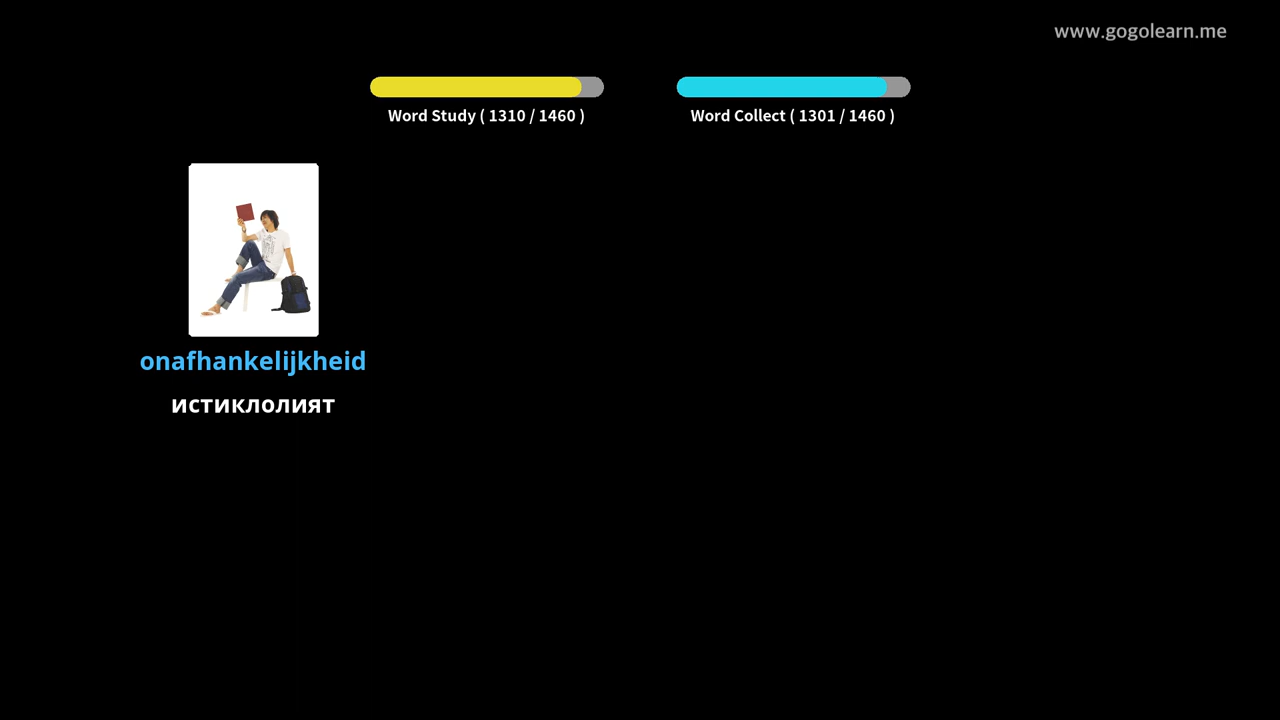 www.gogolearn.me
Word Study ( 1310 / 1460 )
Word Collect ( 1301 / 1460 )
onafhankelijkheid
истиклолият